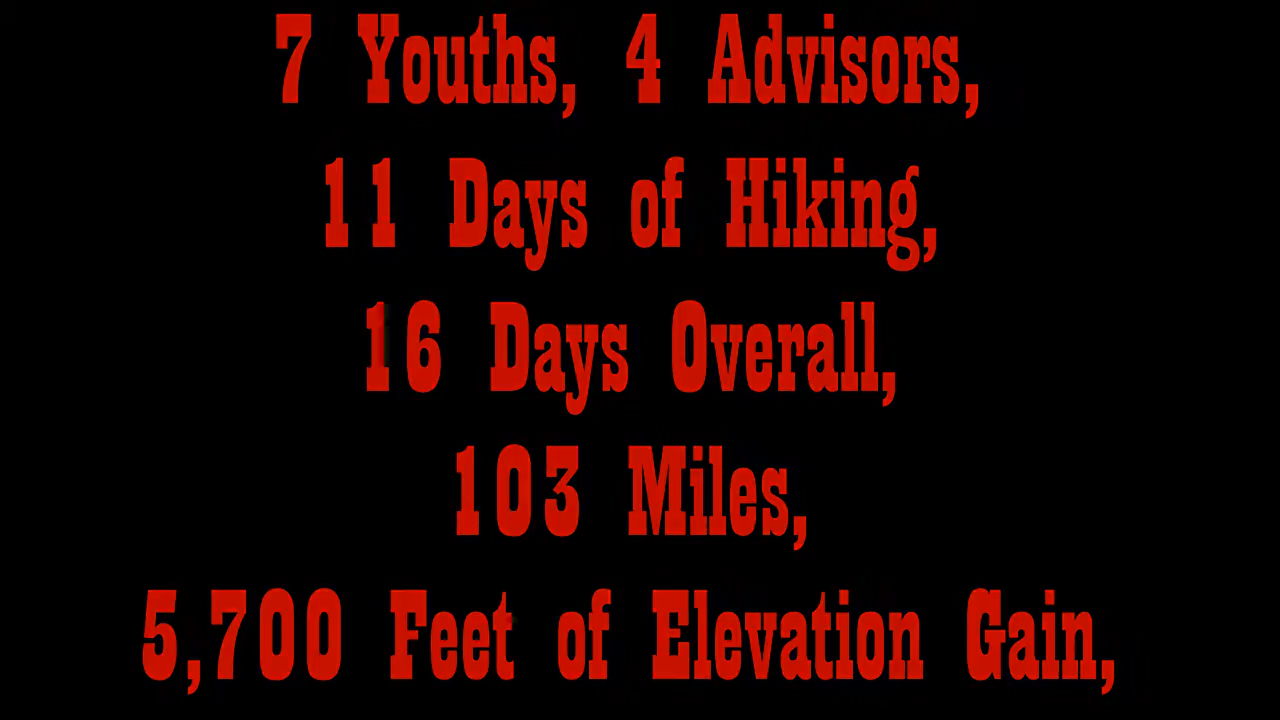 7 Youths, 4 Advisors,
11 Days of Hiking,
16 Days Overall,
103 Miles,
5,700 Feet of Elevation Gain,